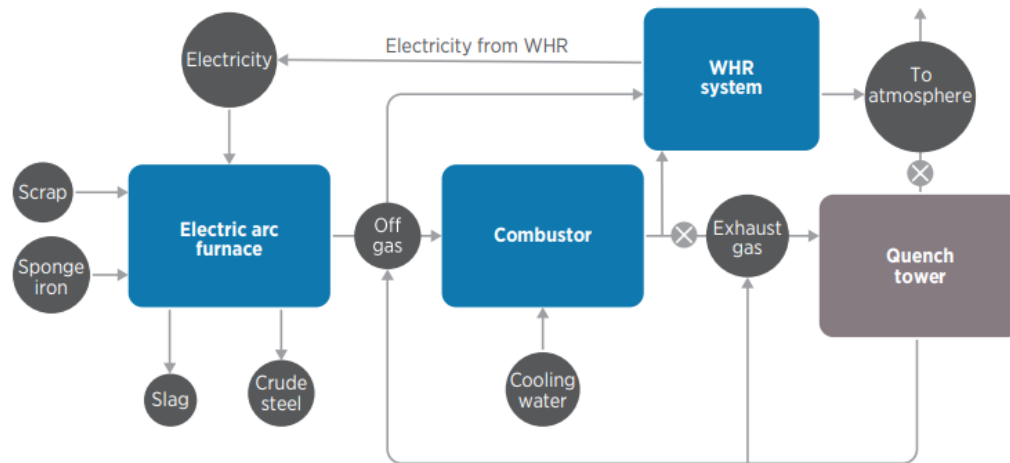 Electricity
Electricity from WHR
WHR
system
To
atmosphere
Scrap
Sponge
iron
Electric arc
furnace
Off
gas
Combustor
Exhaust
gas
Quench
tower
Slag
Crude
steel
Cooling
water